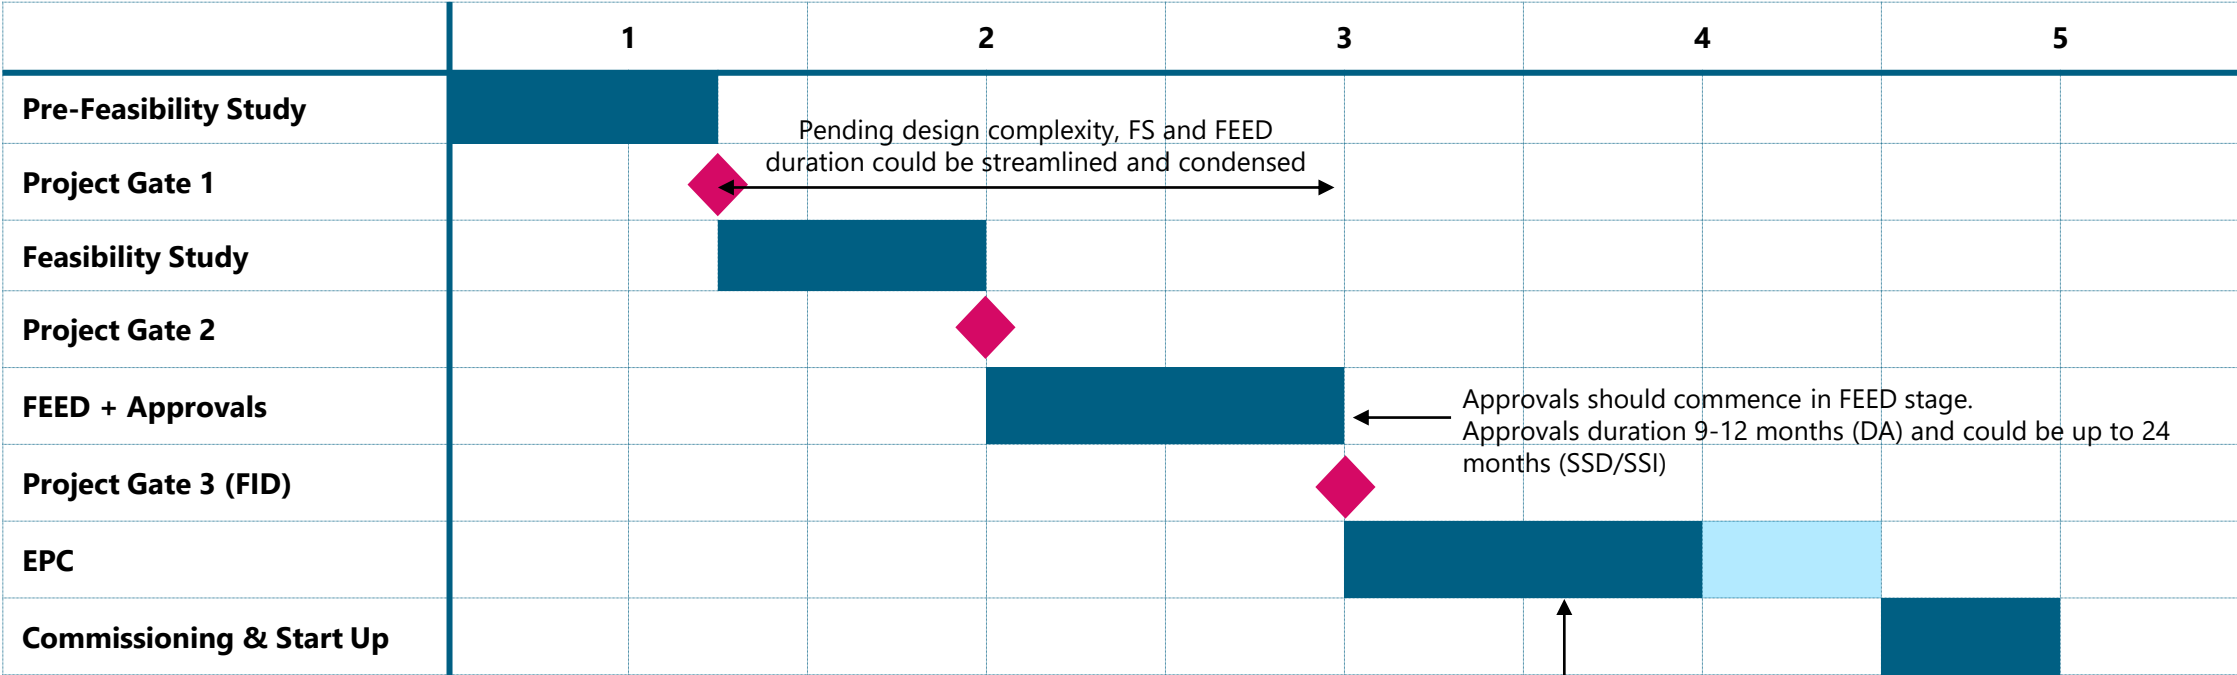 1 2 3 4 5
Pre-Feasibility Study
Pending design complexity, FS and FEED
duration could be streamlined and condensed
Project Gate 1
Feasibility Study
Project Gate 2
FEED + Approvals
Approvals should commence in FEED stage.
Approvals duration 9-12 months (DA) and could be up to 24
months (SSD/SSI)
Project Gate 3 (FID)
EPC
Commissioning & Start Up